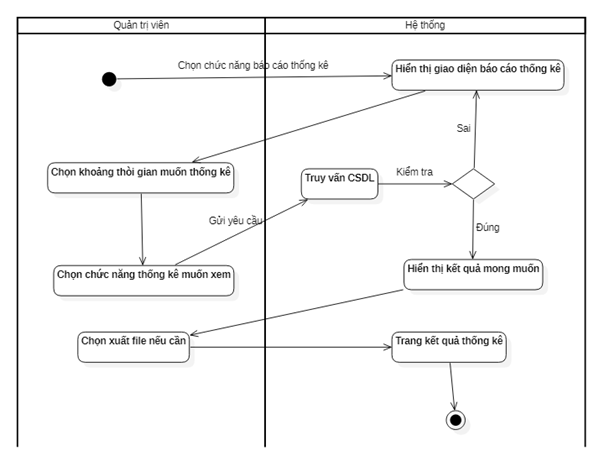 Quản trị viên
Hệ thống
Chọn chức năng báo cáo thống kê
Hiển thị giao diện báo cáo thống kê
Sai
Chọn khoảng thời gian muốn thống kê
Truy vấn CSDL
Kiểm tra
Gửi yêu cầu
Đúng
Chọn chức năng thống kê muốn xem
Hiển thị kết quả mong muốn
Chọn xuất file nếu cần
Trang kết quả thống kê